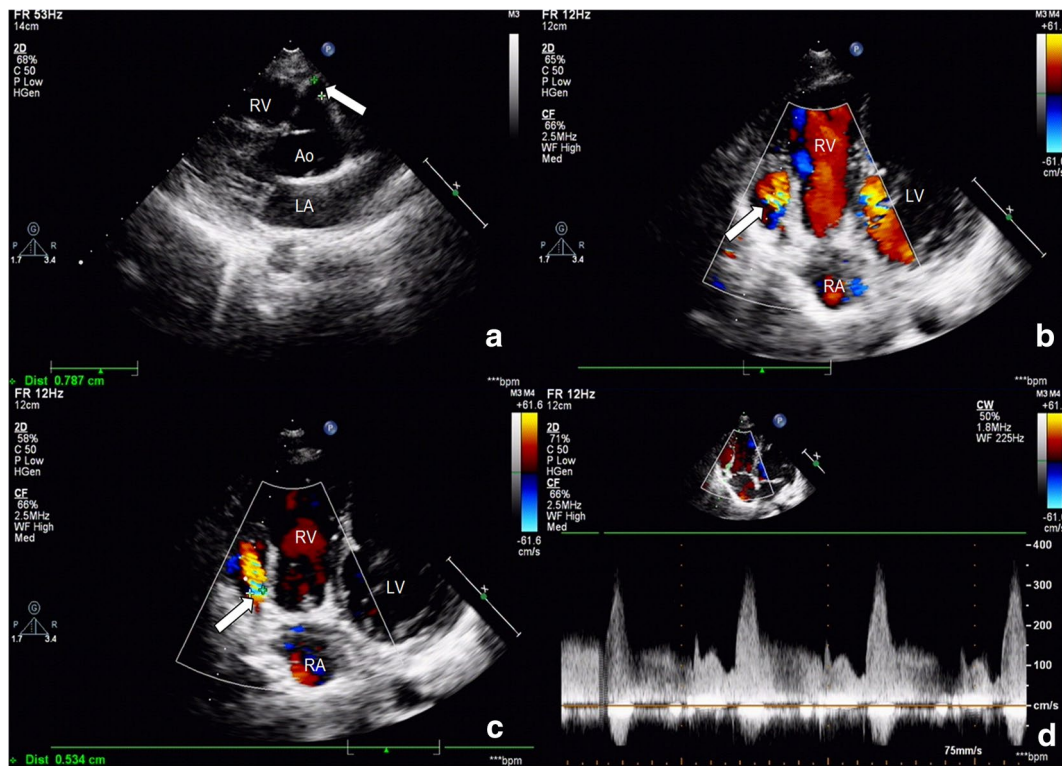 FR 53Hz
14cm
2D
68%
C 50
P Low
HGen
M3
P
RV
Ao
LA
G
P R
1.7 3.4
x
a
Dist 0.787 cm
***bpm
FR 12Hz
12cm
2D
65%
C 50
P Low
HGen
CF
66%
2.5MHz
WF High
Med
M3 M4
+61.
-61.0
cm/s
P
RV
LV
RA
G
P R
1.7 3.4
x
b
***bpm
FR 12Hz
12cm
2D
58%
C 50
P Low
HGen
CF
66%
2.5MHz
WF High
Med
M3 M4
+61.6
-61.6
cm/s
P
RV
LV
RA
G
P R
1.7 3.4
x
c
Dist 0.534 cm
***bpm
FR 12Hz
12cm
2D
71%
C 50
P Low
HGen
CF
66%
2.5MHz
WF High
Med
P
x
CW
50%
1.8MHz
WF 225Hz
M3 M4
+61.
-61.6
cm/s
400
300
200
100
cm/s
75mm/s
d
***bpm